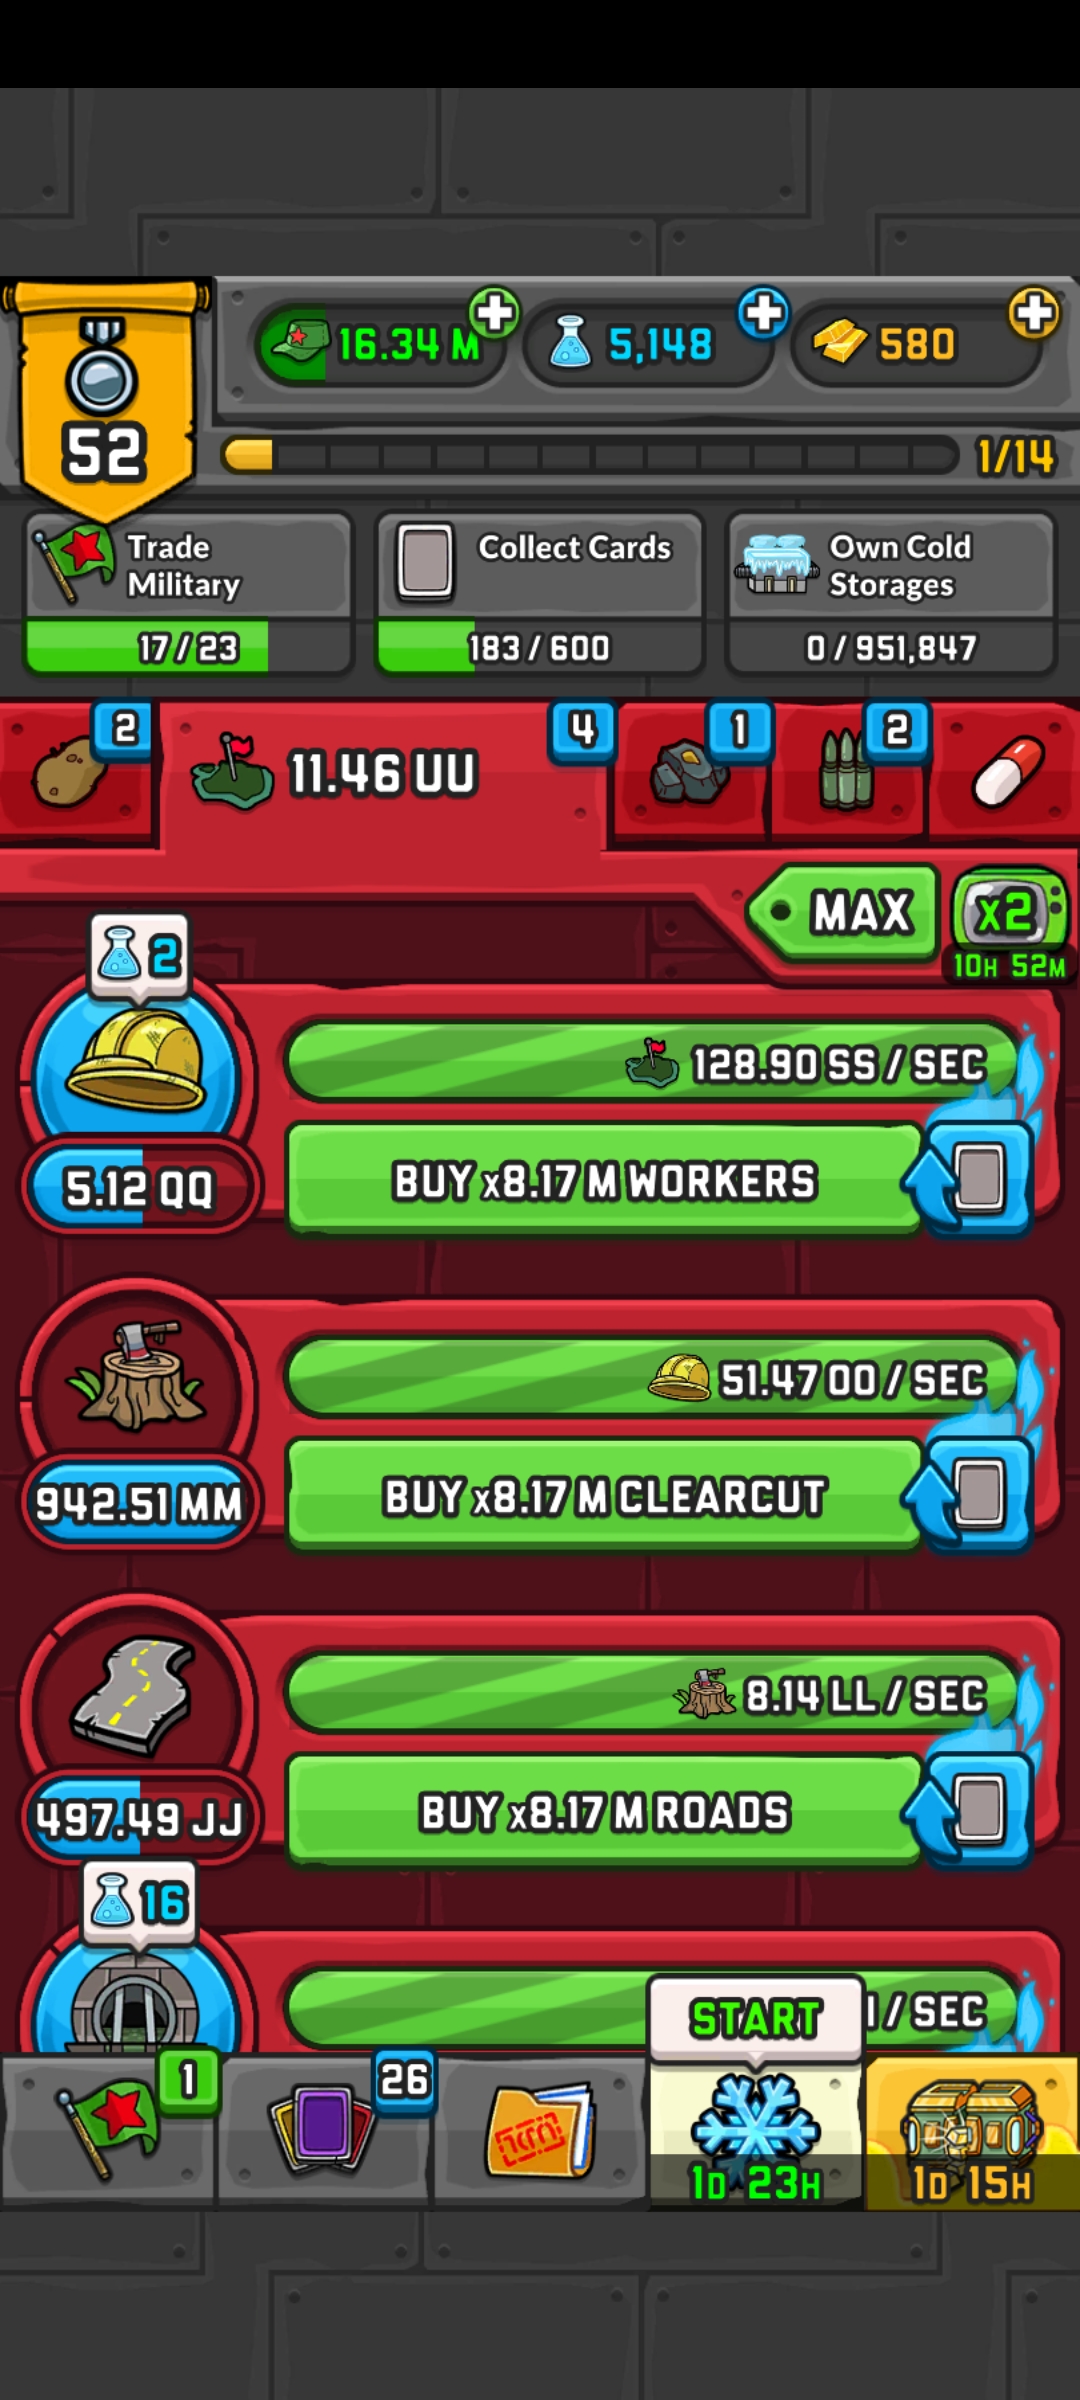 16.34 M
5,148
580
52
1/14
Trade
Military
17/23
Collect Cards
183/600
Own Cold
Storages
0/951,847
2
11.46 UU
4
1
2
MAX
x2
10H 52M
2
128.90 SS / SEC
5.12 QQ
BUY x8.17 M WORKERS
51.47 OO / SEC
942.51 MM
BUY x8.17 M CLEARCUT
8.14 LL / SEC
497.49 JJ
BUY x8.17 M ROADS
16
/ SEC
START
1
26
1D 23H
1D 15H